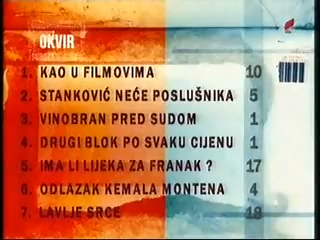 OKVIR
1. KAO U FILMOVIMA 10
2. STANKOVIĆ NEĆE POSLUŠNIKA 5
3. VINOBRAN PRED SUDOM 1
4. DRUGI BLOK PO SVAKU CIJENU 1
5. IMA LI LIJEKA ZA FRANAK ? 17
6. ODLAZAK KEMALA MONTENA 4
7. LAVLJE SRCE 18